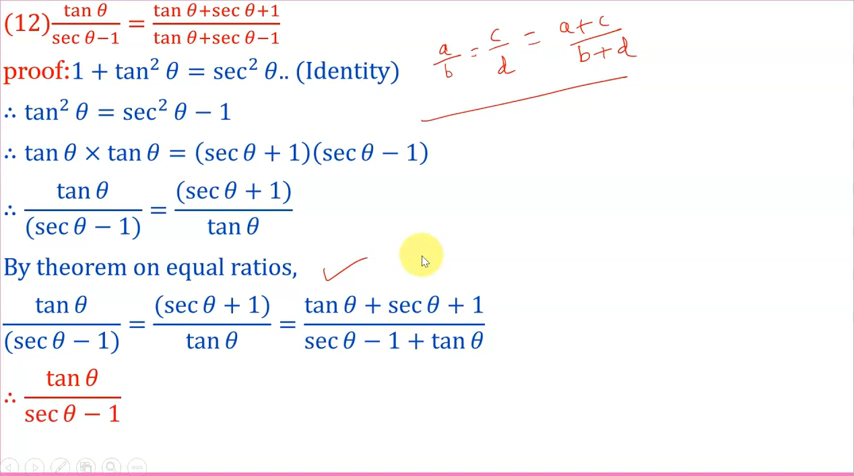 (12) tan θ / sec θ−1 = tan θ+sec θ+1 / tan θ+sec θ−1
a/b = c/d = a+c/b+d
proof:1 + tan² θ = sec² θ.. (Identity)
∴ tan² θ = sec² θ − 1
∴ tan θ × tan θ = (sec θ + 1)(sec θ − 1)
∴ tan θ / (sec θ − 1) = (sec θ + 1) / tan θ
By theorem on equal ratios,
tan θ / (sec θ − 1) = (sec θ + 1) / tan θ = tan θ + sec θ + 1 / sec θ − 1 + tan θ
∴ tan θ / sec θ − 1